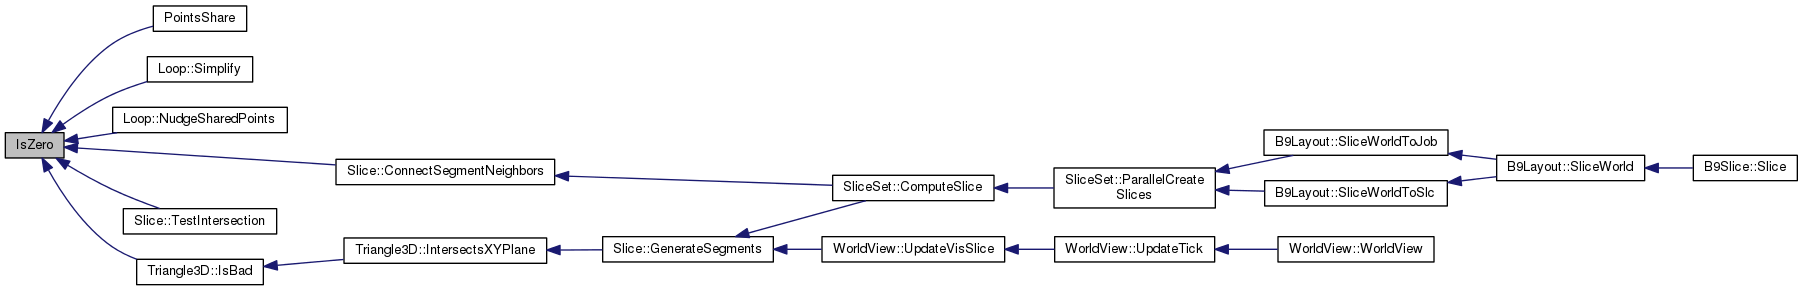 PointsShare
Loop::Simplify
Loop::NudgeSharedPoints
IsZero
Slice::ConnectSegmentNeighbors
Slice::TestIntersection
Triangle3D::IsBad
Triangle3D::IntersectsXYPlane
Slice::GenerateSegments
SliceSet::ComputeSlice
WorldView::UpdateVisSlice
SliceSet::ParallelCreate
Slices
WorldView::UpdateTick
B9Layout::SliceWorldToJob
B9Layout::SliceWorldToSlc
WorldView::WorldView
B9Layout::SliceWorld
B9Slice::Slice